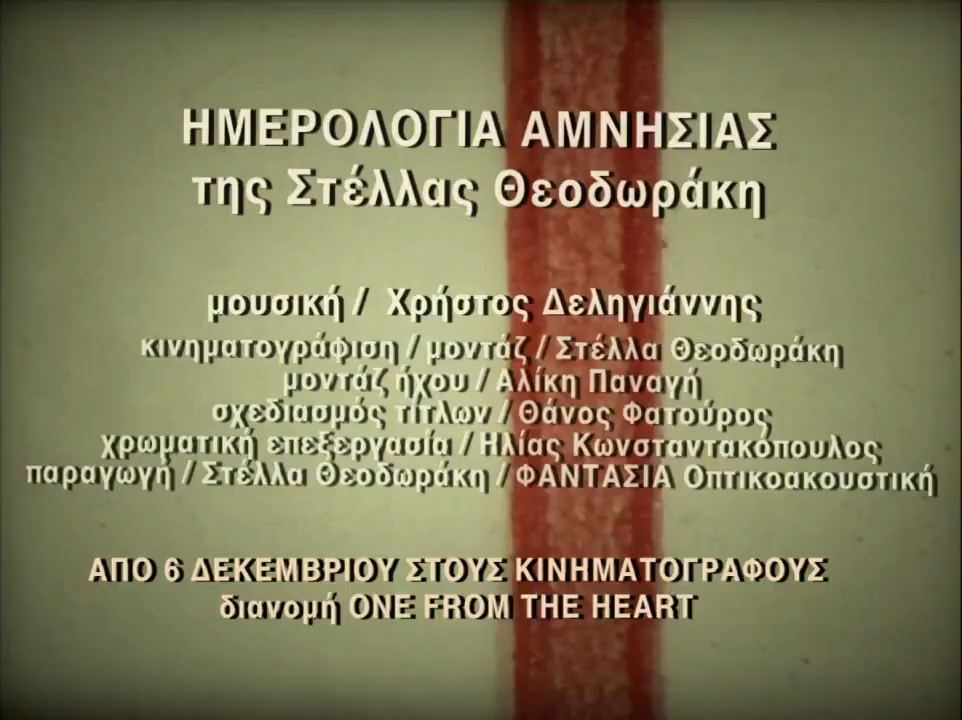 ΗΜΕΡΟΛΟΓΙΑ ΑΜΝΗΣΙΑΣ
της Στέλλας Θεοδωράκη
μουσική / Χρήστος Δεληγιάννης
κινηματογράφιση / μοντάζ / Στέλλα Θεοδωράκη
μοντάζ ήχου / Αλίκη Παναγή
σχεδιασμός τίτλων / Θάνος Φατούρος
χρωματική επεξεργασία / Ηλίας Κωνσταντακόπουλος
παραγωγή / Στέλλα Θεοδωράκη / ΦΑΝΤΑΣΙΑ Οπτικοακουστική
ΑΠΟ 6 ΔΕΚΕΜΒΡΙΟΥ ΣΤΟΥΣ ΚΙΝΗΜΑΤΟΓΡΑΦΟΥΣ
διανομή ONE FROM THE HEART